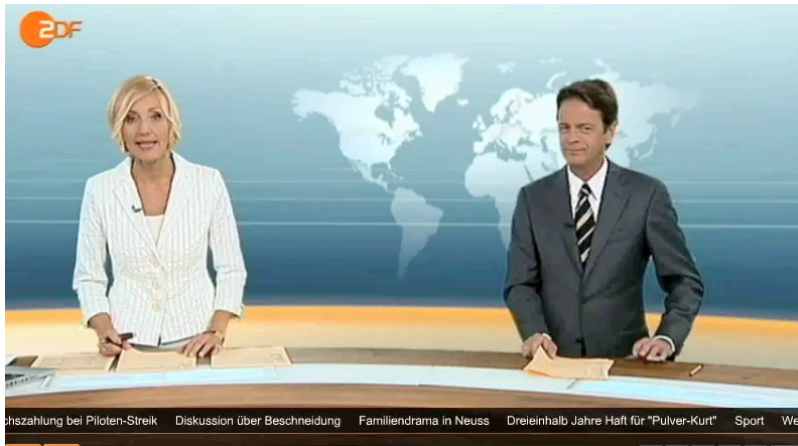 ZDF
chszahlung bei Piloten-Streik Diskussion über Beschneidung Familiendrama in Neuss Dreieinhalb Jahre Haft für "Pulver-Kurt" Sport We